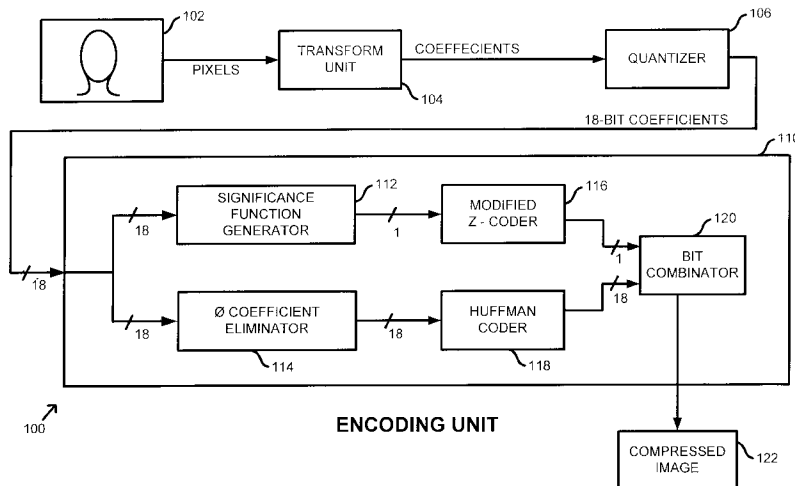 102
PIXELS
TRANSFORM
UNIT
104
COEFFECIENTS
106
QUANTIZER
18-BIT COEFFICIENTS
110
18
18
SIGNIFICANCE
FUNCTION
GENERATOR
112
1
MODIFIED
Z - CODER
116
1
120
BIT
COMBINATOR
18
Ø COEFFICIENT
ELIMINATOR
114
18
HUFFMAN
CODER
118
18
100
ENCODING UNIT
COMPRESSED
IMAGE
122